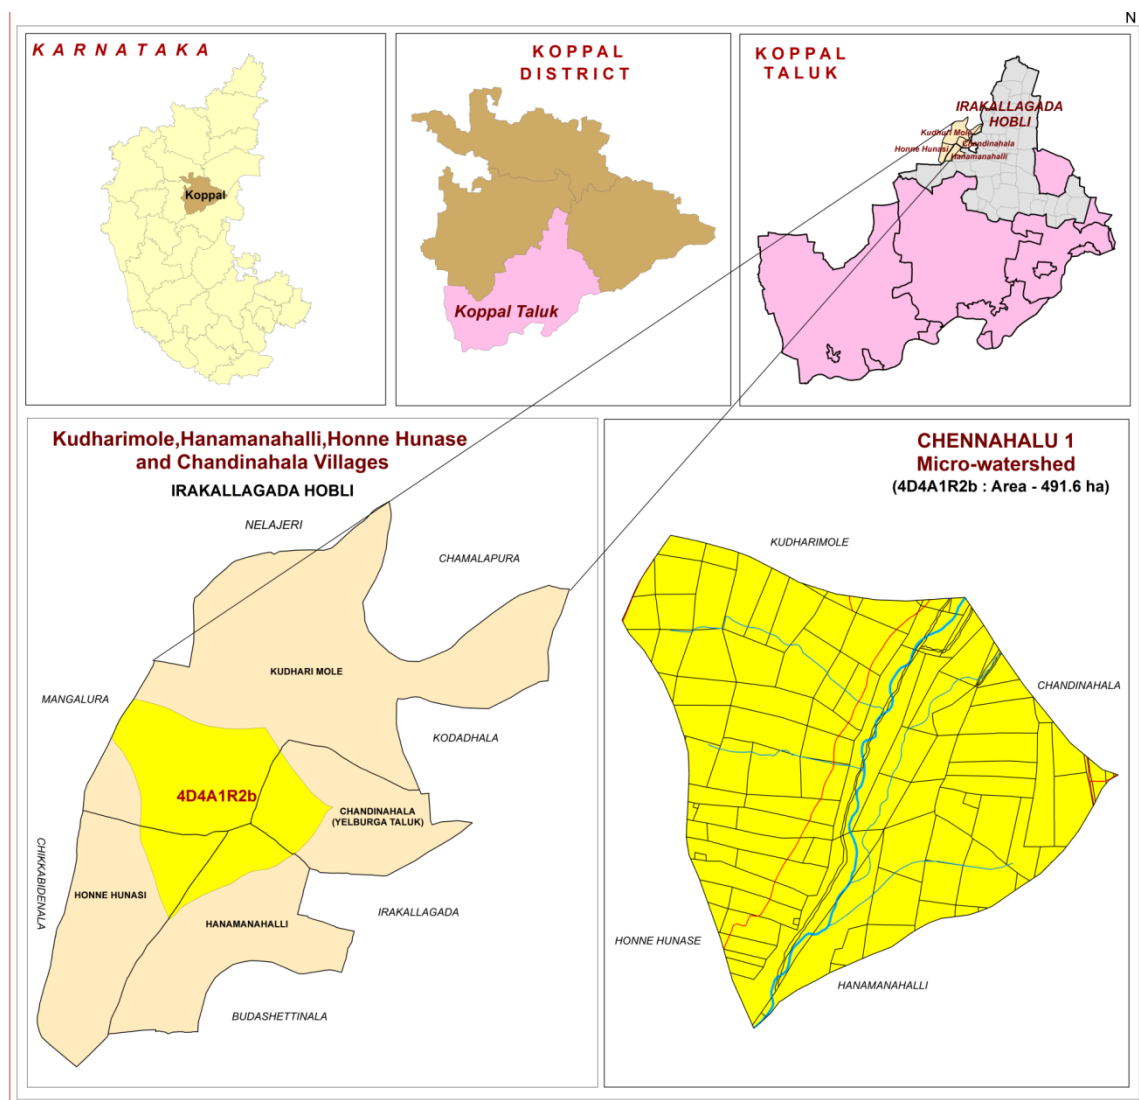 N
K A R N A T A K A
Koppal
K O P P A L
D I S T R I C T
Koppal Taluk
K O P P A L
T A L U K
IRAKALLAGADA
HOBLI
Kudhari Mole
Chandinahala
Honne Hunasi
Hanamanahalli
Kudharimole,Hanamanahalli,Honne Hunase
and Chandinahala Villages
IRAKALLAGADA HOBLI
NELAJERI
CHAMALAPURA
KUDHARI MOLE
MANGALURA
KODADHALA
4D4A1R2b
CHANDINAHALA
(YELBURGA TALUK)
CHIKKABIDENALA
HONNE HUNASI
HANAMANAHALLI
IRAKALLAGADA
BUDASHETTINALA
CHENNAHALU 1
Micro-watershed
(4D4A1R2b : Area - 491.6 ha)
KUDHARIMOLE
CHANDINAHALA
HONNE HUNASE
HANAMANAHALLI